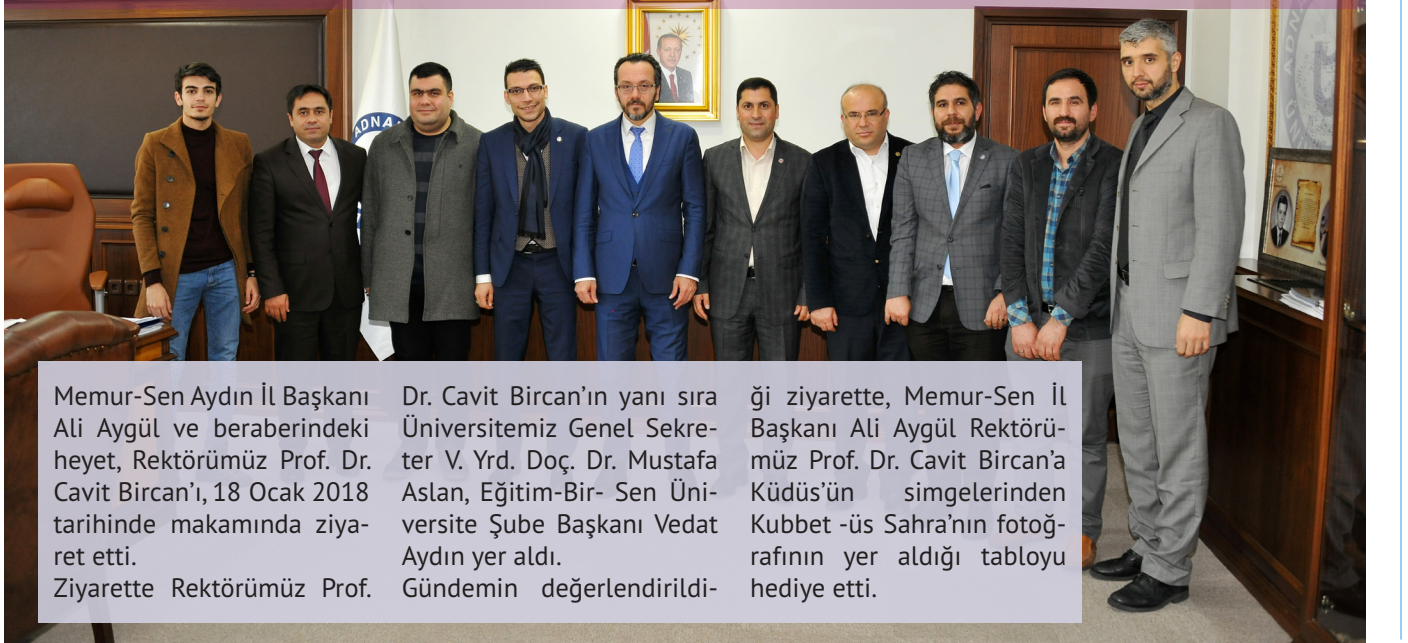 ADNA
ADNA
Memur-Sen Aydın İl Başkanı
Ali Aygül ve beraberindeki
heyet, Rektörümüz Prof. Dr.
Cavit Bircan’ı, 18 Ocak 2018
tarihinde makamında ziya-
ret etti.
Ziyarette Rektörümüz Prof.
Dr. Cavit Bircan’ın yanı sıra
Üniversitemiz Genel Sekre-
ter V. Yrd. Doç. Dr. Mustafa
Aslan, Eğitim-Bir- Sen Üni-
versite Şube Başkanı Vedat
Aydın yer aldı.
Gündemin değerlendirildi-
ği ziyarette, Memur-Sen İl
Başkanı Ali Aygül Rektörü-
müz Prof. Dr. Cavit Bircan’a
Küdüs’ün simgelerinden
Kubbet -üs Sahra’nın fotoğ-
rafının yer aldığı tabloyu
hediye etti.